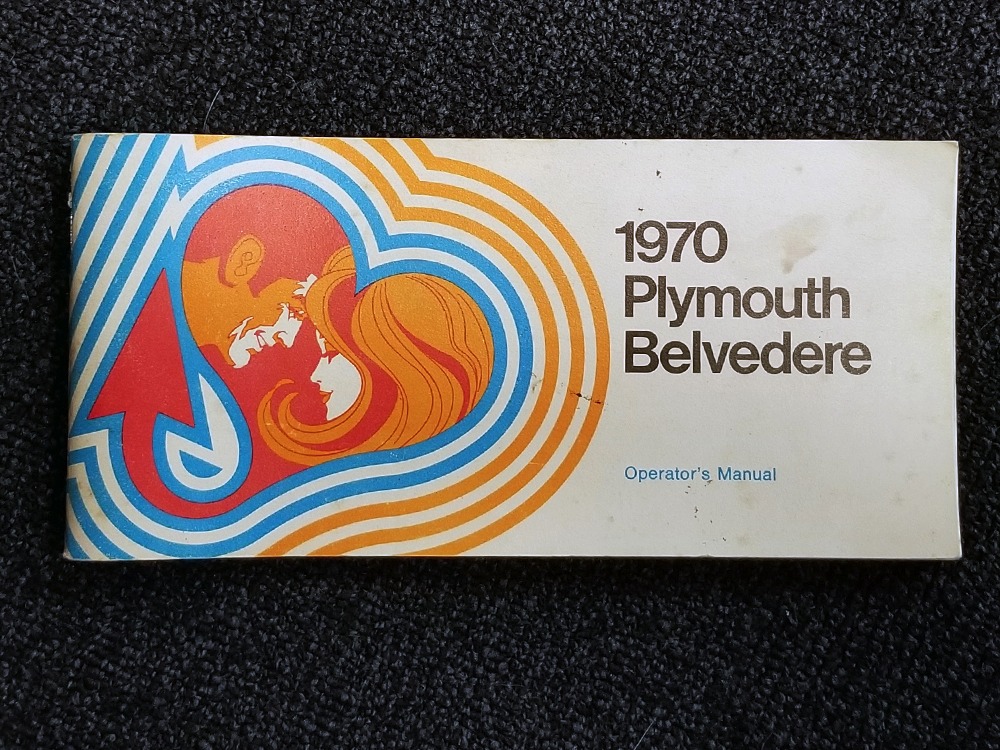 1970
Plymouth
Belvedere
Operator's Manual